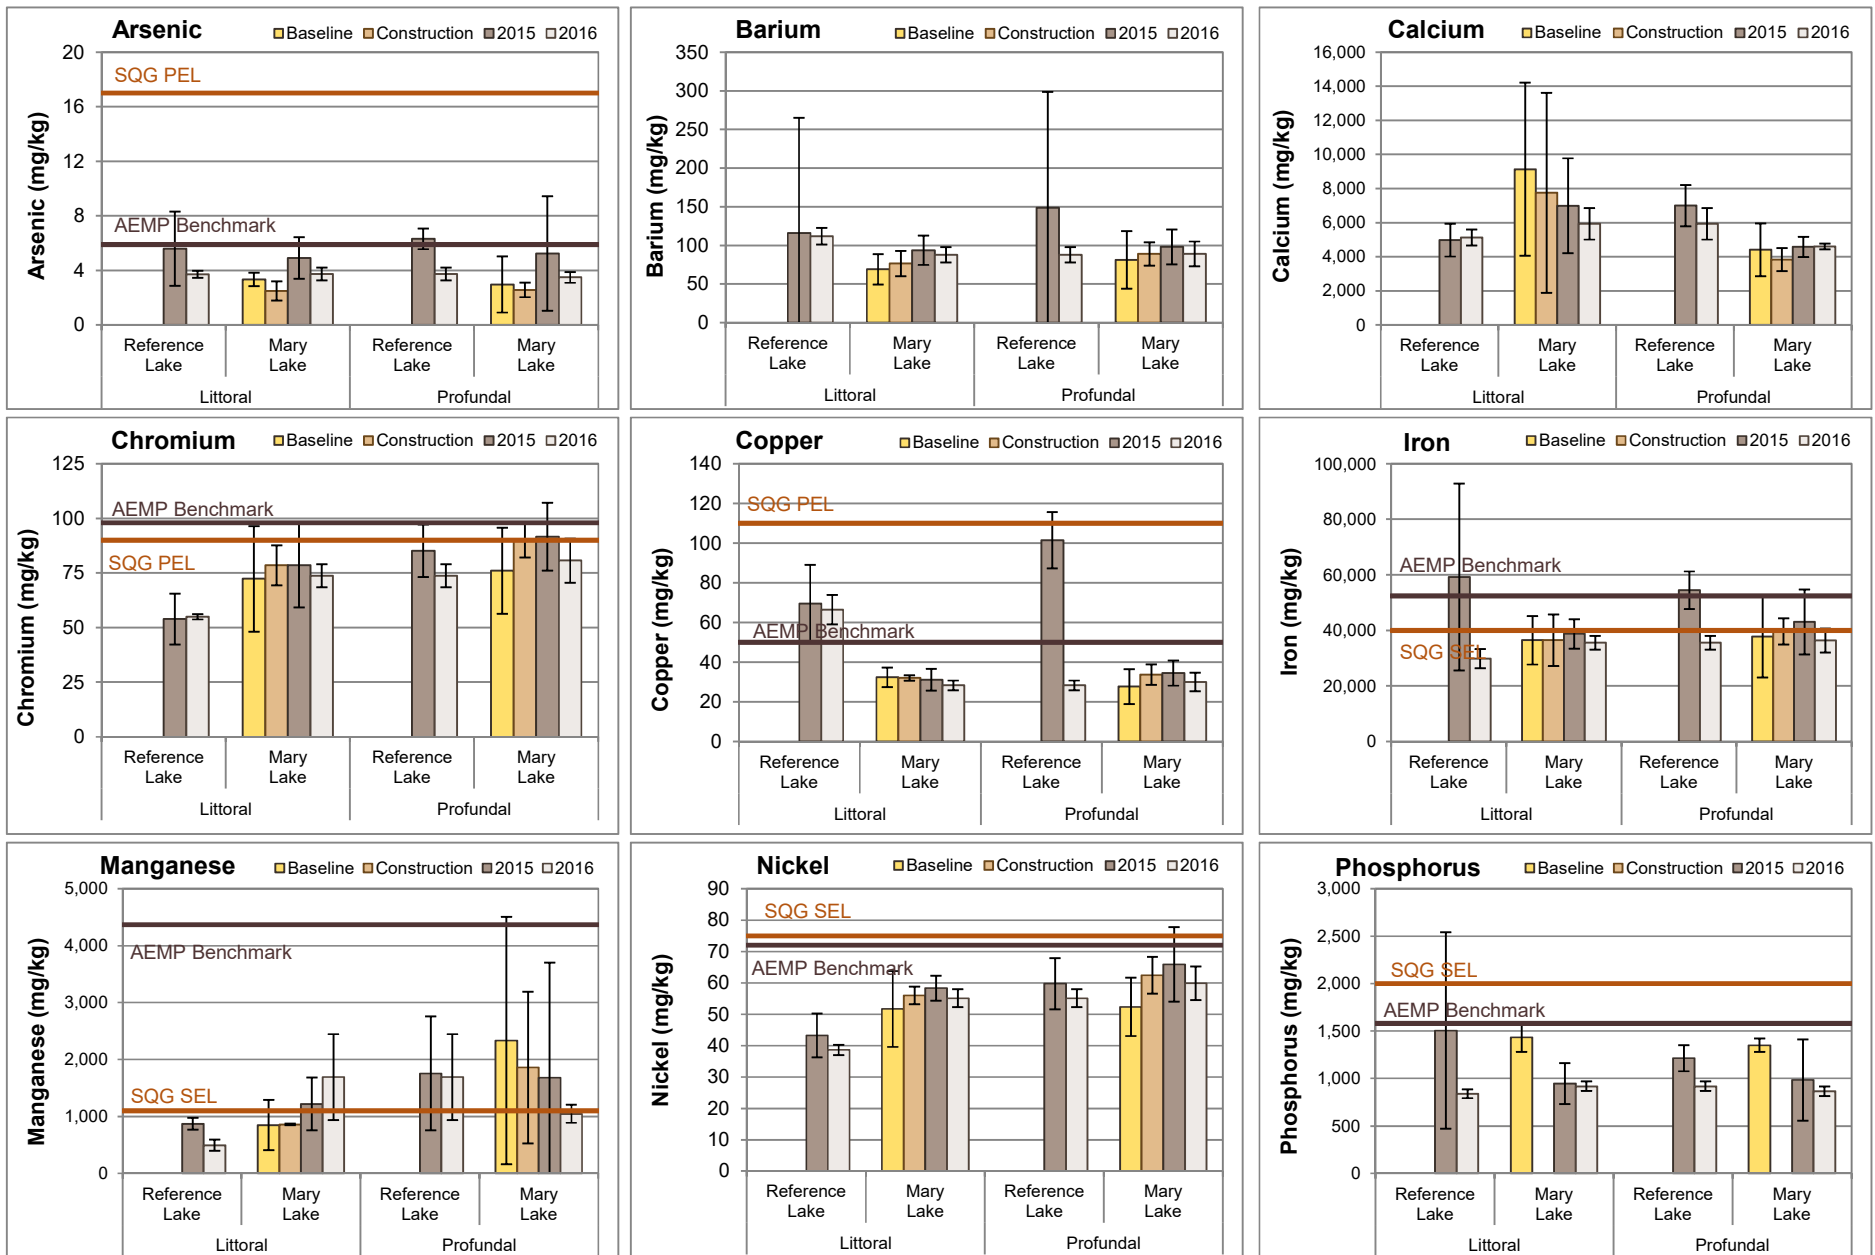 Arsenic
Baseline Construction 2015 2016
20
16
12
8
4
0
Arsenic (mg/kg)
SQG PEL
AEMP Benchmark
Reference Lake
Mary Lake
Reference Lake
Mary Lake
Littoral
Profundal
Barium
Baseline Construction 2015 2016
350
300
250
200
150
100
50
0
Barium (mg/kg)
Reference Lake
Mary Lake
Reference Lake
Mary Lake
Littoral
Profundal
Calcium
Baseline Construction 2015 2016
16,000
14,000
12,000
10,000
8,000
6,000
4,000
2,000
0
Calcium (mg/kg)
Reference Lake
Mary Lake
Reference Lake
Mary Lake
Littoral
Profundal
Chromium
Baseline Construction 2015 2016
125
100
75
50
25
0
Chromium (mg/kg)
AEMP Benchmark
SQG PEL
Reference Lake
Mary Lake
Reference Lake
Mary Lake
Littoral
Profundal
Copper
Baseline Construction 2015 2016
140
120
100
80
60
40
20
0
Copper (mg/kg)
SQG PEL
AEMP Benchmark
Reference Lake
Mary Lake
Reference Lake
Mary Lake
Littoral
Profundal
Iron
Baseline Construction 2015 2016
100,000
80,000
60,000
40,000
20,000
0
Iron (mg/kg)
AEMP Benchmark
SQG SEL
Reference Lake
Mary Lake
Reference Lake
Mary Lake
Littoral
Profundal
Manganese
Baseline Construction 2015 2016
5,000
4,000
3,000
2,000
1,000
0
Manganese (mg/kg)
AEMP Benchmark
SQG SEL
Reference Lake
Mary Lake
Reference Lake
Mary Lake
Littoral
Profundal
Nickel
Baseline Construction 2015 2016
90
80
70
60
50
40
30
20
10
0
Nickel (mg/kg)
SQG SEL
AEMP Benchmark
Reference Lake
Mary Lake
Reference Lake
Mary Lake
Littoral
Profundal
Phosphorus
Baseline Construction 2015 2016
3,000
2,500
2,000
1,500
1,000
500
0
Phosphorus (mg/kg)
SQG SEL
AEMP Benchmark
Reference Lake
Mary Lake
Reference Lake
Mary Lake
Littoral
Profundal